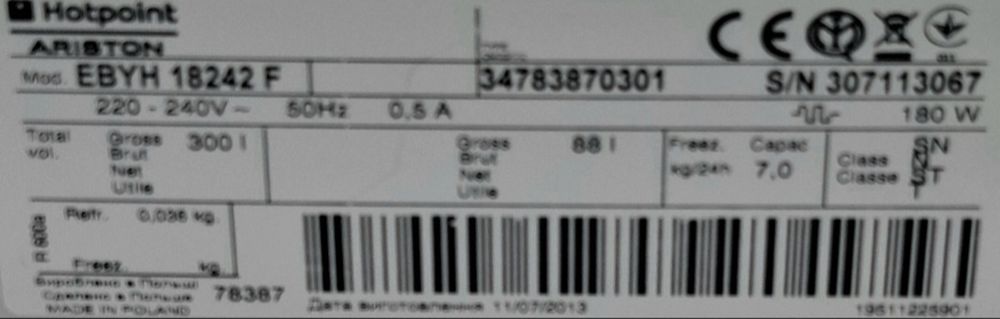 Hotpoint
ARISTON
Mod. EBYH 18242 F 34783870301 S/N 307113067
220 - 240V ~ 50Hz 0,5 A 180 W
Total vol. Gross 300 l Gross 88 l Freez. Capac Class SN
Brut Brut kg/24h 7,0 Classe N
Net Net ST
Utile Utile T
R 600a Refr. 0,036 kg.
Freez. kg.
Вироблено в Польщі
Сделано в Польше 78387
MADE IN POLAND Дата виготовлення 11/07/2013 19511225901